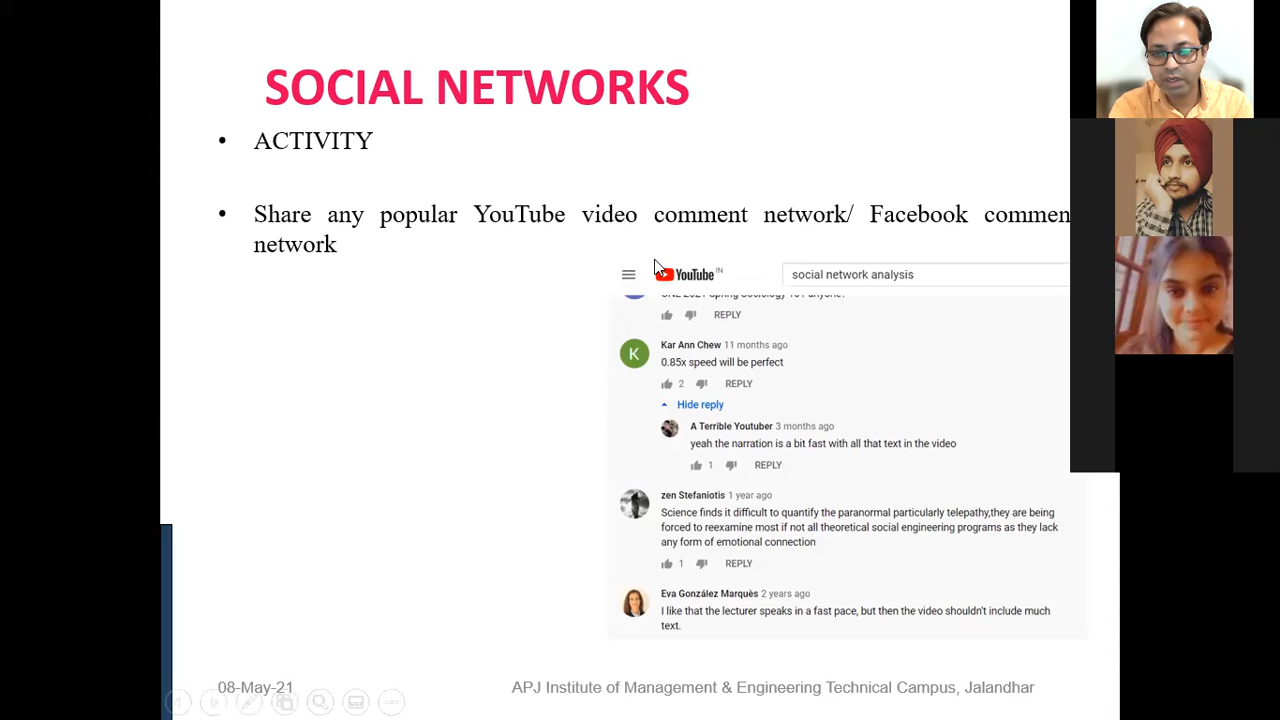 SOCIAL NETWORKS
• ACTIVITY
• Share any popular YouTube video comment network/ Facebook commen
network
YouTube IN
social network analysis
REPLY
K
Kar Ann Chew 11 months ago
0.85x speed will be perfect
2 REPLY
Hide reply
A Terrible Youtuber 3 months ago
yeah the narration is a bit fast with all that text in the video
1 REPLY
zen Stefaniotis 1 year ago
Science finds it difficult to quantify the paranormal particularly telepathy,they are being
forced to reexamine most if not all theoretical social engineering programs as they lack
any form of emotional connection
1 REPLY
Eva González Marquès 2 years ago
I like that the lecturer speaks in a fast pace, but then the video shouldn't include much
text.
08-May-21
APJ Institute of Management & Engineering Technical Campus, Jalandhar